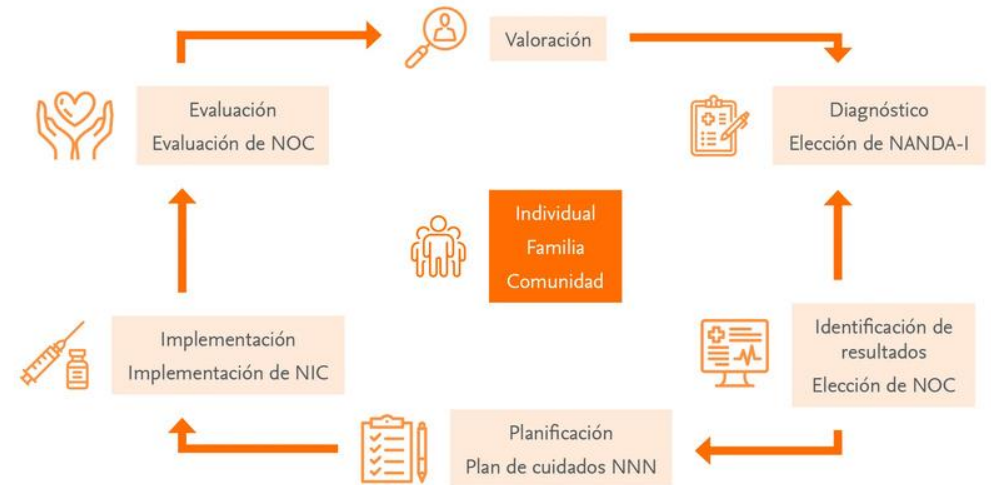 Valoración
Diagnóstico
Elección de NANDA-I
Identificación de
resultados
Elección de NOC
Planificación
Plan de cuidados NNN
Implementación
Implementación de NIC
Evaluación
Evaluación de NOC
Individual
Familia
Comunidad